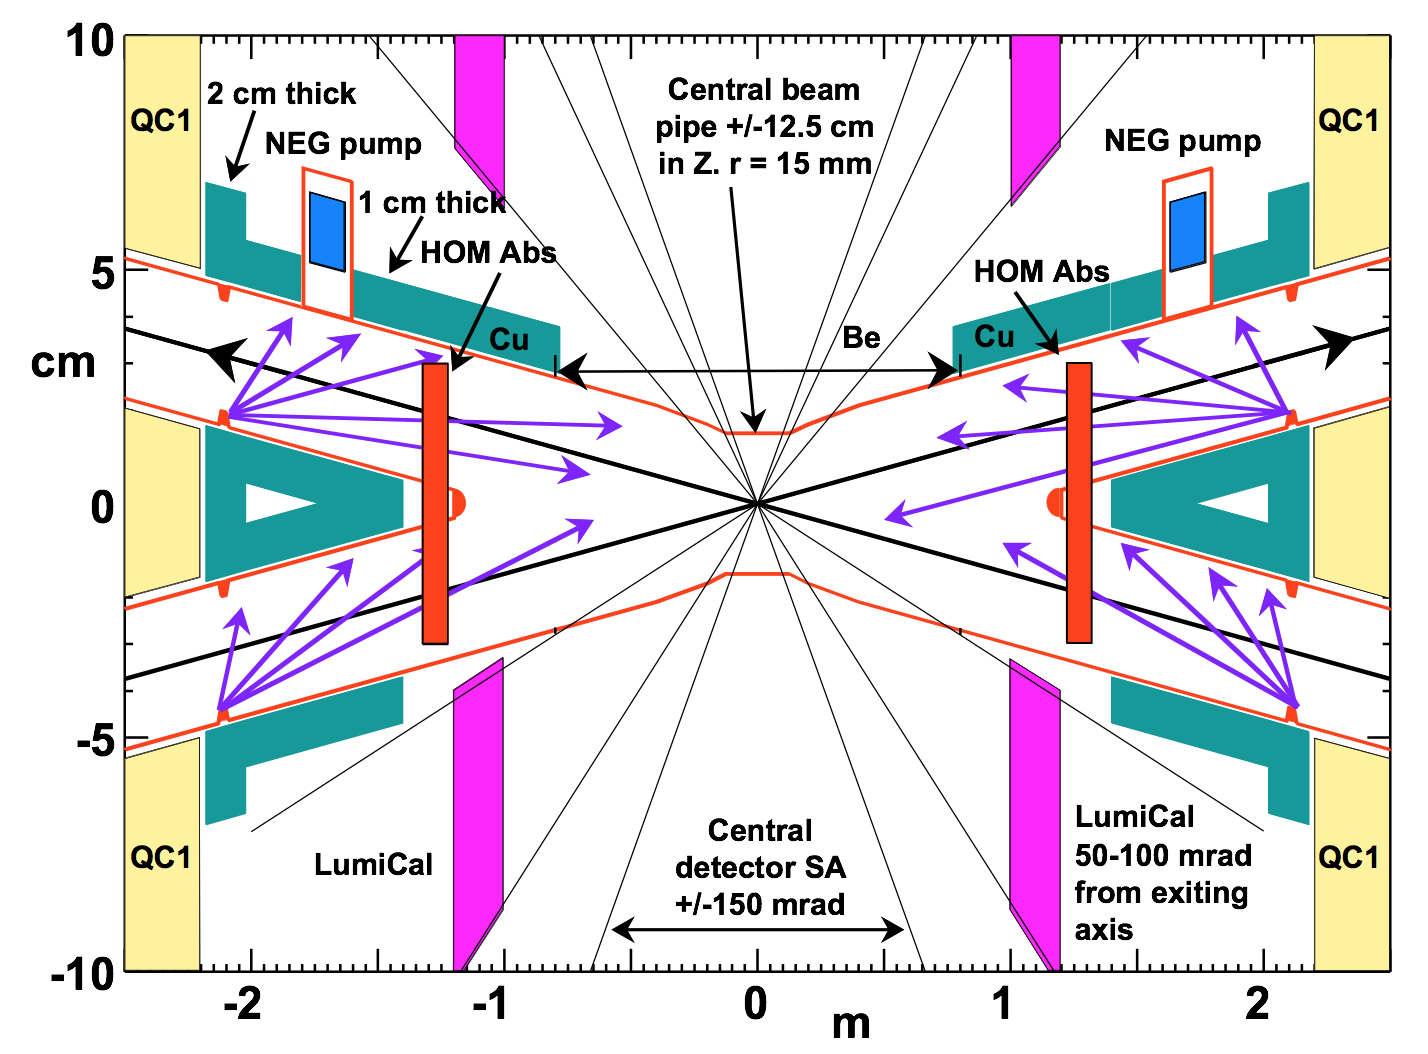 10
QC1
2 cm thick
NEG pump
1 cm thick
HOM Abs
Central beam
pipe +/-12.5 cm
in Z. r = 15 mm
NEG pump
QC1
HOM Abs
5
cm
Cu
Be
Cu
0
-5
QC1
LumiCal
Central
detector SA
+/-150 mrad
LumiCal
50-100 mrad
from exiting
axis
QC1
-10
-2
-1
0
1
2
m